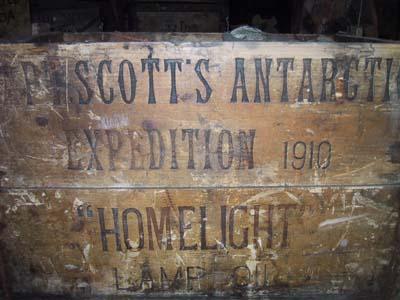 SCOTT'S ANTARCTI
EXPEDITION 1910
"HOMELIGHT"
LAMP OIL